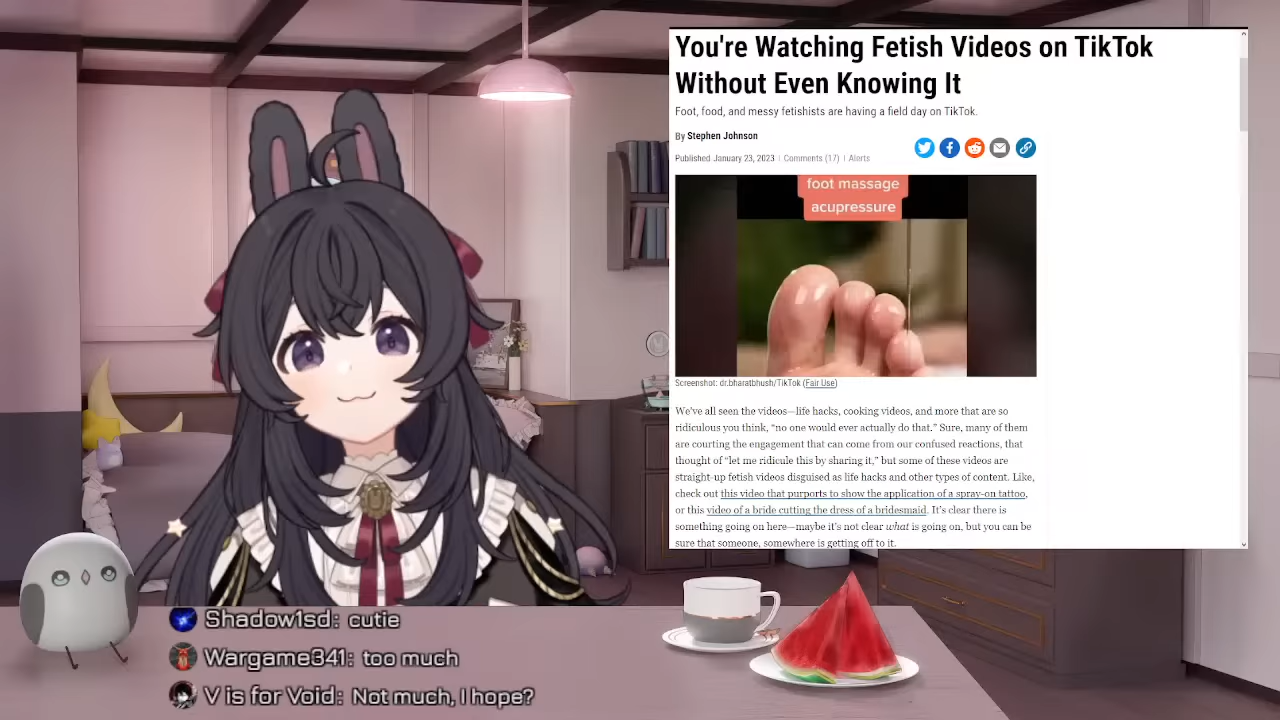 You're Watching Fetish Videos on TikTok
Without Even Knowing It
Foot, food, and messy fetishists are having a field day on TikTok.
By Stephen Johnson
Published January 23, 2023 | Comments (17) | Alerts
foot massage
acupressure
Screenshot: dr.bharatbhush/TikTok (Fair Use)
We've all seen the videos—life hacks, cooking videos, and more that are so
ridiculous you think, “no one would ever actually do that.” Sure, many of them
are courting the engagement that can come from our confused reactions, that
thought of “let me ridicule this by sharing it,” but some of these videos are
straight-up fetish videos disguised as life hacks and other types of content. Like,
check out this video that purports to show the application of a spray-on tattoo,
or this video of a bride cutting the dress of a bridesmaid. It's clear there is
something going on here—maybe it's not clear what is going on, but you can be
sure that someone, somewhere is getting off to it.
Shadow1sd: cutie
Wargame341: too much
V is for Void: Not much, I hope?